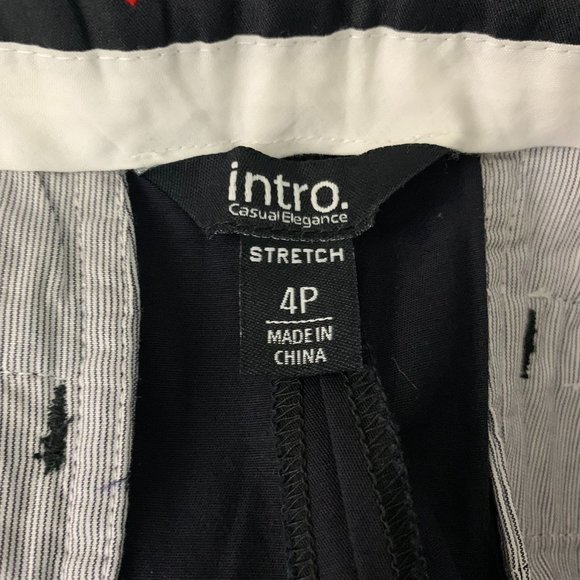 intro.
Casual Elegance
STRETCH
4P
MADE IN
CHINA